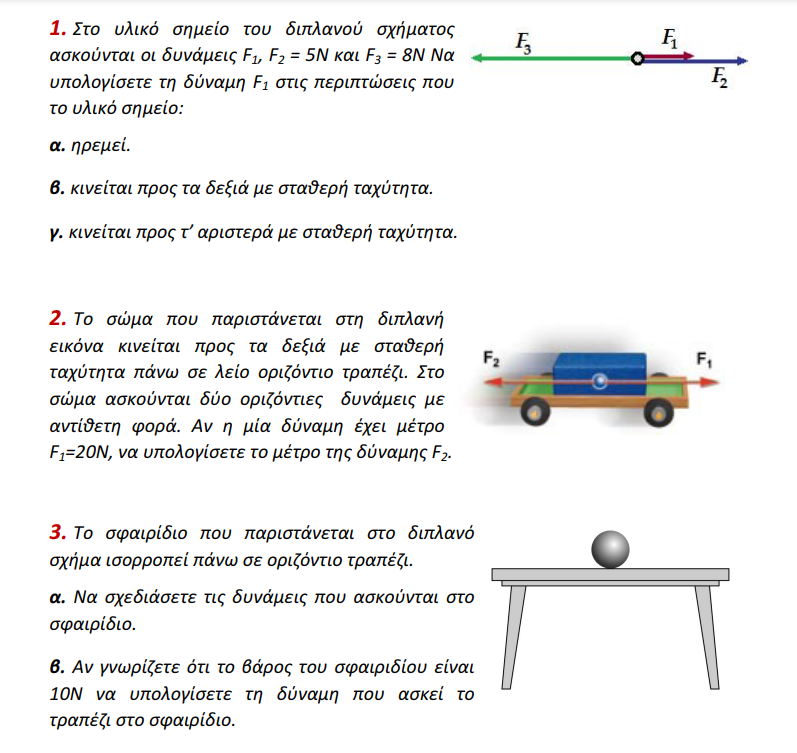 1. Στο υλικό σημείο του διπλανού σχήματος
ασκούνται οι δυνάμεις F₁, F₂ = 5N και F₃ = 8N Να
υπολογίσετε τη δύναμη F₁ στις περιπτώσεις που
το υλικό σημείο:
F₃
F₁
F₂
α. ηρεμεί.
β. κινείται προς τα δεξιά με σταθερή ταχύτητα.
γ. κινείται προς τ’ αριστερά με σταθερή ταχύτητα.
2. Το σώμα που παριστάνεται στη διπλανή
εικόνα κινείται προς τα δεξιά με σταθερή
ταχύτητα πάνω σε λείο οριζόντιο τραπέζι. Στο
σώμα ασκούνται δύο οριζόντιες δυνάμεις με
αντίθετη φορά. Αν η μία δύναμη έχει μέτρο
F₁=20N, να υπολογίσετε το μέτρο της δύναμης F₂.
F₂
F₁
3. Το σφαιρίδιο που παριστάνεται στο διπλανό
σχήμα ισορροπεί πάνω σε οριζόντιο τραπέζι.
α. Να σχεδιάσετε τις δυνάμεις που ασκούνται στο
σφαιρίδιο.
β. Αν γνωρίζετε ότι το βάρος του σφαιριδίου είναι
10N να υπολογίσετε τη δύναμη που ασκεί το
τραπέζι στο σφαιρίδιο.